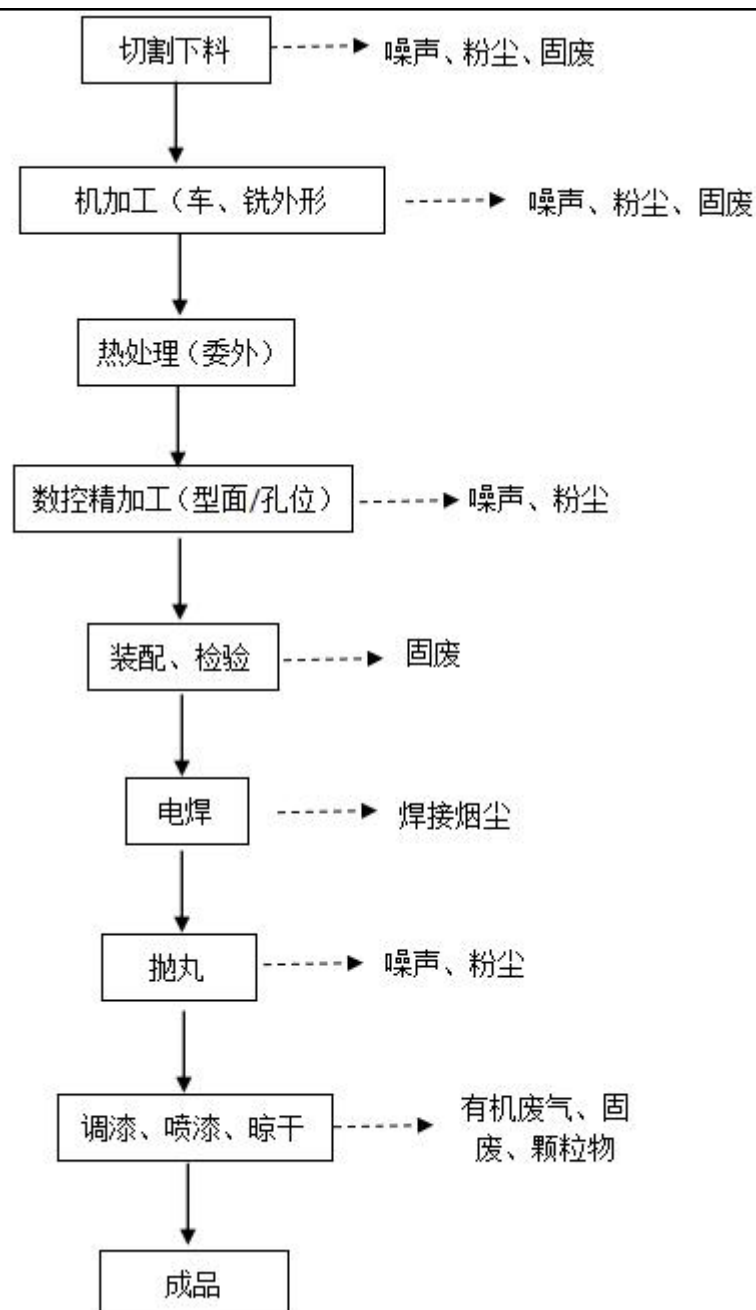 切割下料
噪声、粉尘、固废
机加工（车、铣外形
噪声、粉尘、固废
热处理（委外）
数控精加工（型面/孔位）
噪声、粉尘
装配、检验
固废
电焊
焊接烟尘
抛丸
噪声、粉尘
调漆、喷漆、晾干
有机废气、固
废、颗粒物
成品